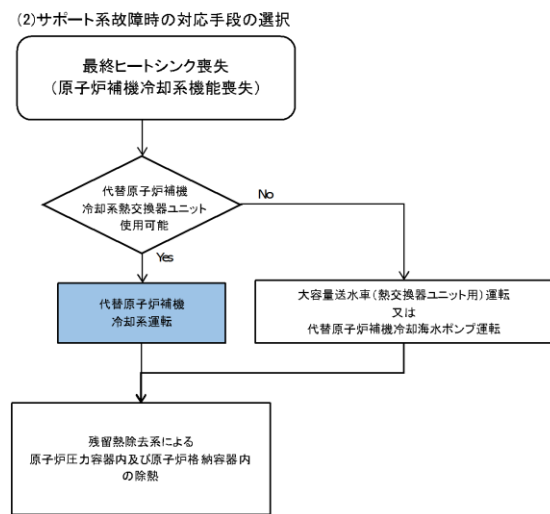 (2)サポート系故障時の対応手段の選択
最終ヒートシンク喪失
(原子炉補機冷却系機能喪失)
代替原子炉補機
冷却系熱交換器ユニット
使用可能
No
Yes
代替原子炉補機
冷却系運転
大容量送水車(熱交換器ユニット用)運転
又は
代替原子炉補機冷却海水ポンプ運転
残留熱除去系による
原子炉圧力容器内及び原子炉格納容器内
の除熱